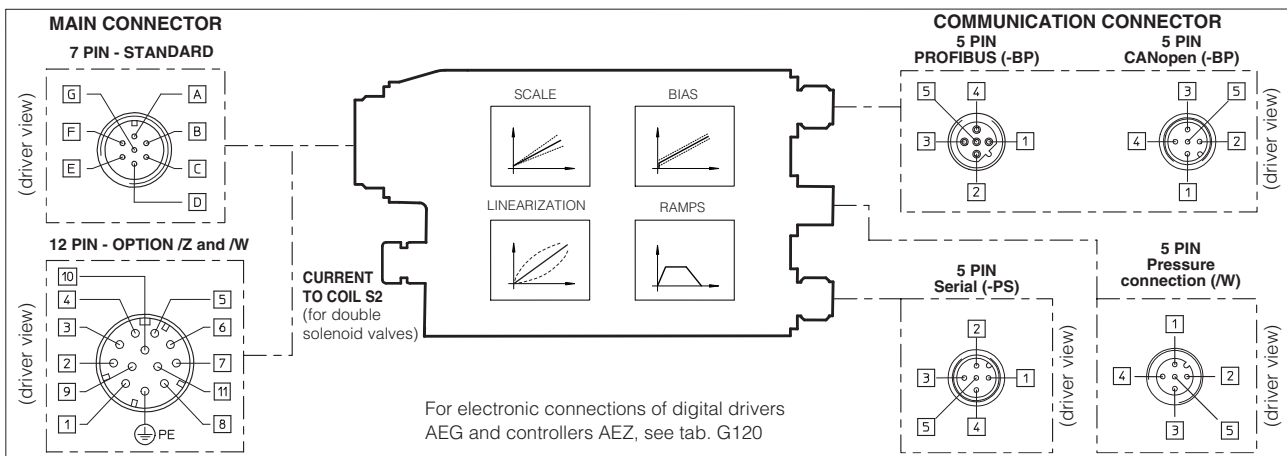 MAIN CONNECTOR
7 PIN - STANDARD
(driver view)
G
A
F
B
E
C
D
12 PIN - OPTION /Z and /W
(driver view)
10
4
5
3
6
2
7
9
11
1
8
PE
CURRENT
TO COIL S2
(for double
solenoid valves)
SCALE
BIAS
LINEARIZATION
RAMPS
For electronic connections of digital drivers
AEG and controllers AEZ, see tab. G120
COMMUNICATION CONNECTOR
5 PIN
PROFIBUS (-BP)
5
4
3
1
2
5 PIN
CANopen (-BP)
3
5
4
2
1
(driver view)
5 PIN
Serial (-PS)
2
3
1
5
4
(driver view)
5 PIN
Pressure
connection (/W)
1
4
2
3
5
(driver view)